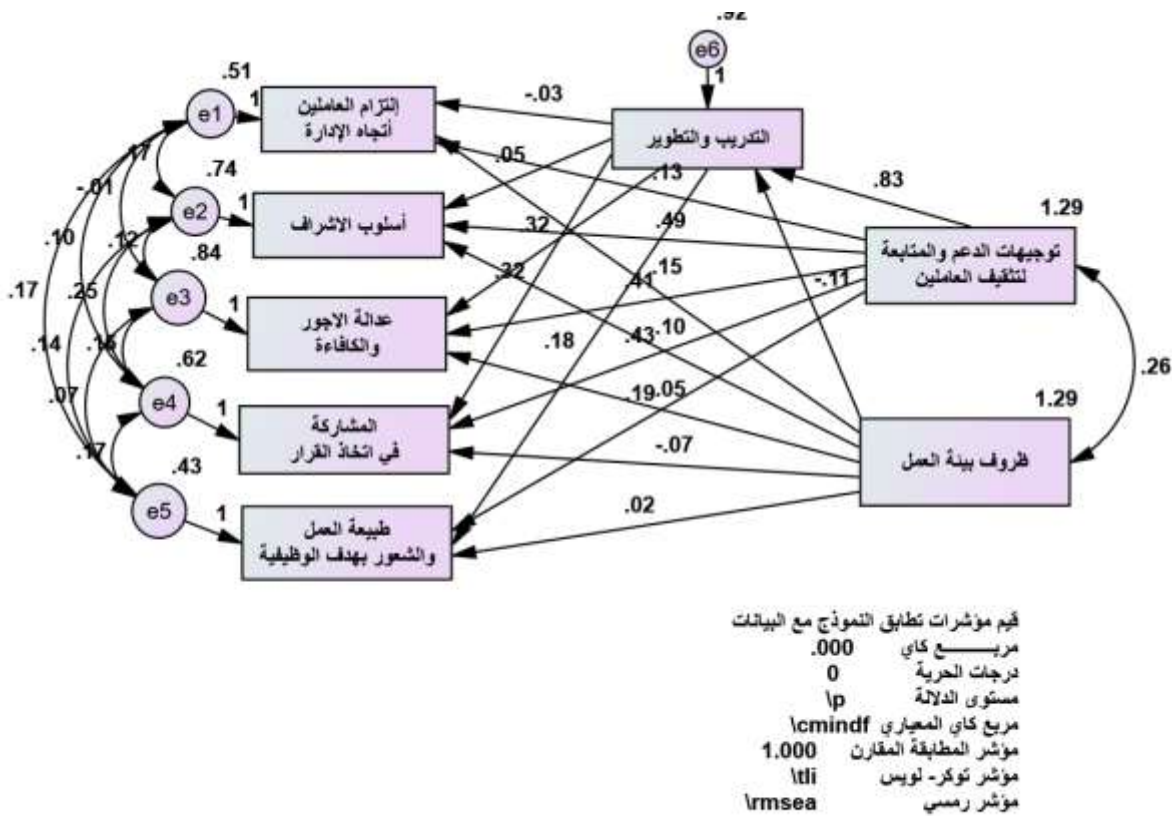 .92
e6
1
.51
e1
1
إلتزام العاملين
أتجاه الإدارة
-.03
التدريب والتطوير
.17
.74
.05
.13
.83
-.01
e2
1
أسلوب الاشراف
.32
.49
1.29
.10
.12
.84
توجيهات الدعم والمتابعة
لتثقيف العاملين
.22
.41
-.15
-.11
.17
.25
e3
1
عدالة الاجور
والكافاءة
.18
.43
.10
.26
.14
.15
.62
.07
e4
1
.19
.05
1.29
المشاركة
في اتخاذ القرار
-.07
ظروف بيئة العمل
.17
.43
e5
1
.02
طبيعة العمل
والشعور بهدف الوظيفية
قيم مؤشرات تطابق النموذج مع البيانات
مربـــــع كاي .000
درجات الحرية 0
مستوى الدلالة \p
مربع كاي المعياري \cmindf
مؤشر المطابقة المقارن 1.000
مؤشر توكر- لويس \tli
مؤشر رمسي \rmsea